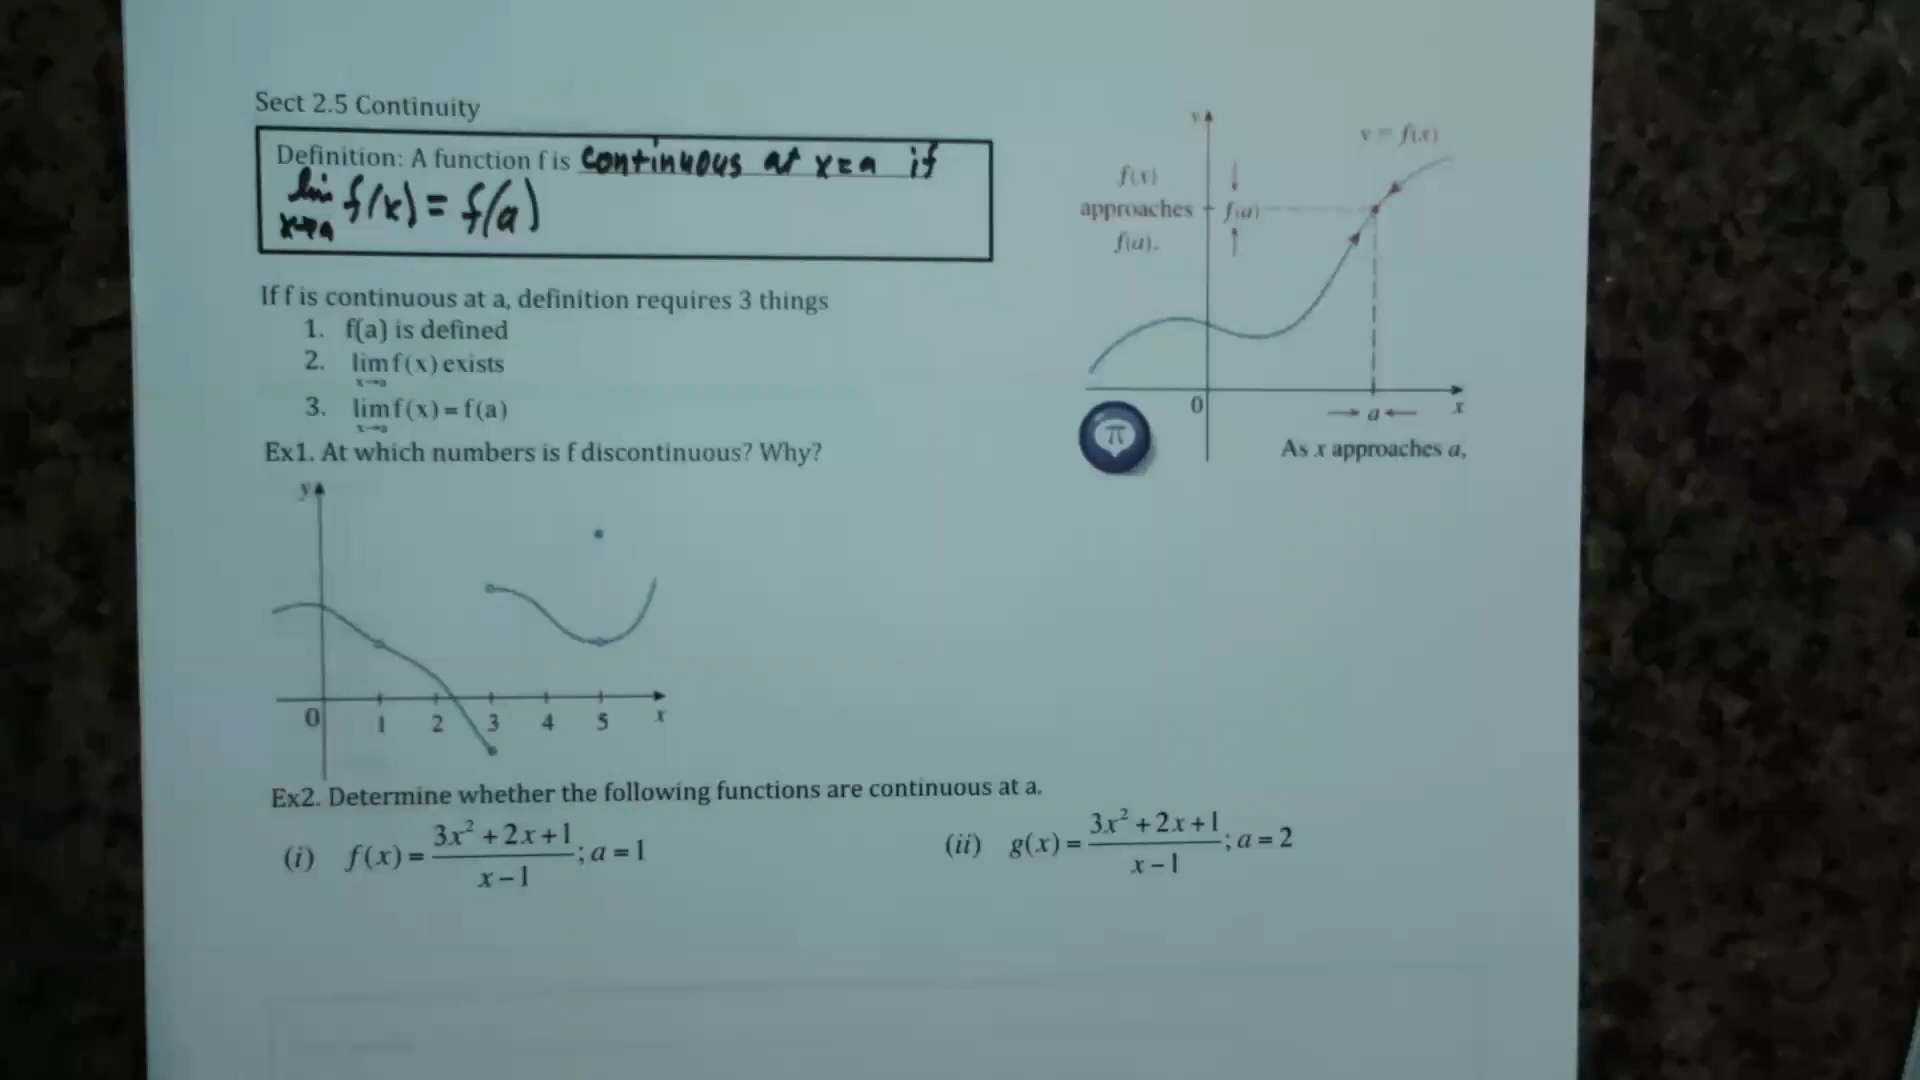 Sect 2.5 Continuity
Definition: A function f is continuous at x=a if
lim f(x) = f(a)
x→a
If f is continuous at a, definition requires 3 things
1. f(a) is defined
2. lim f(x) exists
x→a
3. lim f(x) = f(a)
x→a
y
y = f(x)
f(x)
approaches
f(a).
f(a)
0
a
x
π
As x approaches a,
Ex1. At which numbers is f discontinuous? Why?
y
0 1 2 3 4 5 x
Ex2. Determine whether the following functions are continuous at a.
(i) f(x) = (3x² + 2x + 1)/(x − 1); a = 1
(ii) g(x) = (3x² + 2x + 1)/(x − 1); a = 2